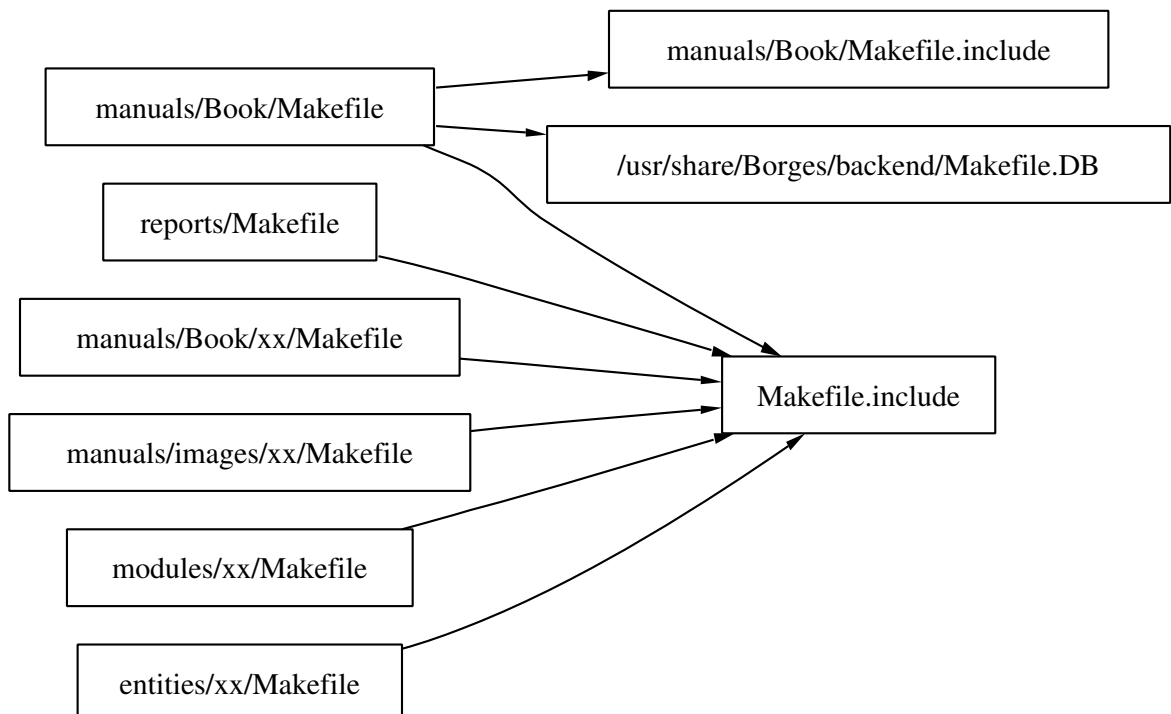 manuals/Book/Makefile.include
manuals/Book/Makefile
/usr/share/Borges/backend/Makefile.DB
reports/Makefile
manuals/Book/xx/Makefile
Makefile.include
manuals/images/xx/Makefile
modules/xx/Makefile
entities/xx/Makefile